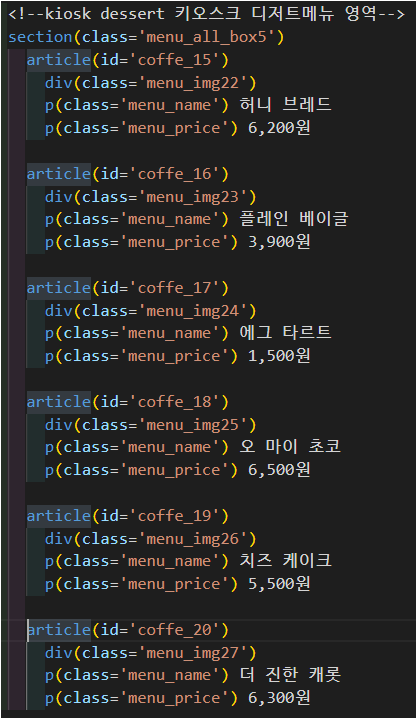 <!--kiosk dessert 키오스크 디저트메뉴 영역-->
section(class='menu_all_box5')
article(id='coffe_15')
div(class='menu_img22')
p(class='menu_name') 허니 브레드
p(class='menu_price') 6,200원
article(id='coffe_16')
div(class='menu_img23')
p(class='menu_name') 플레인 베이글
p(class='menu_price') 3,900원
article(id='coffe_17')
div(class='menu_img24')
p(class='menu_name') 에그 타르트
p(class='menu_price') 1,500원
article(id='coffe_18')
div(class='menu_img25')
p(class='menu_name') 오 마이 초코
p(class='menu_price') 6,500원
article(id='coffe_19')
div(class='menu_img26')
p(class='menu_name') 치즈 케이크
p(class='menu_price') 5,500원
article(id='coffe_20')
div(class='menu_img27')
p(class='menu_name') 더 진한 캐롯
p(class='menu_price') 6,300원